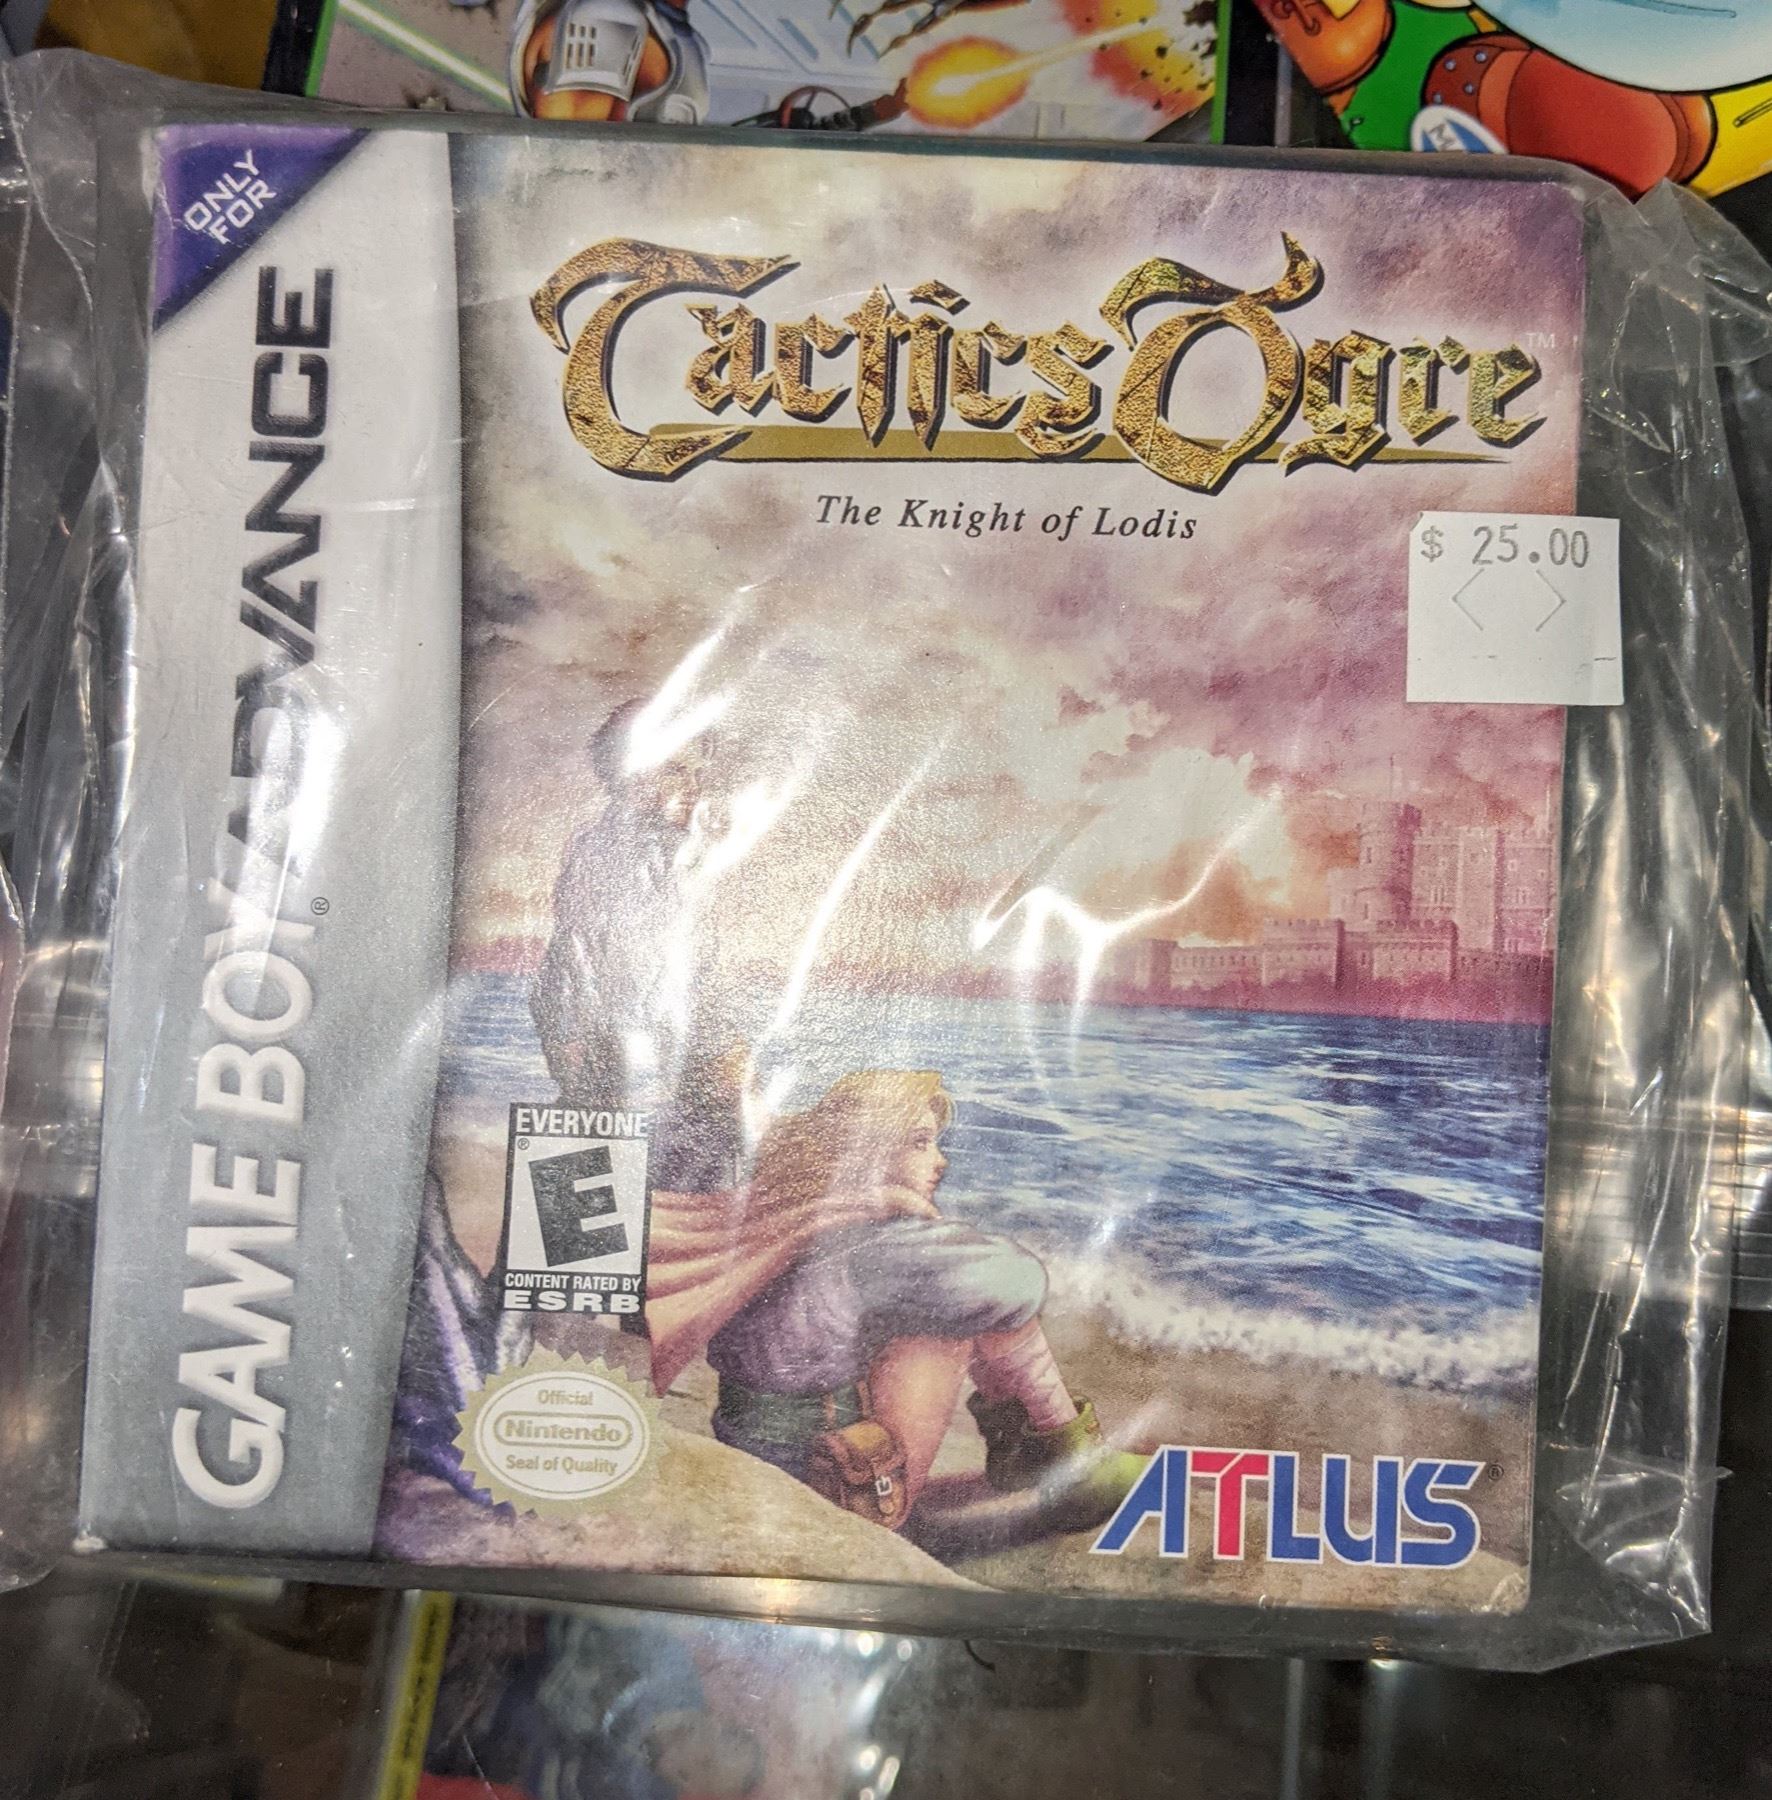 ONLY
FOR
GAME BOY ADVANCE
®
Tactics Ogre
™
The Knight of Lodis
$ 25.00
EVERYONE
E
®
CONTENT RATED BY
ESRB
Official
Nintendo
Seal of Quality
ATLUS
®